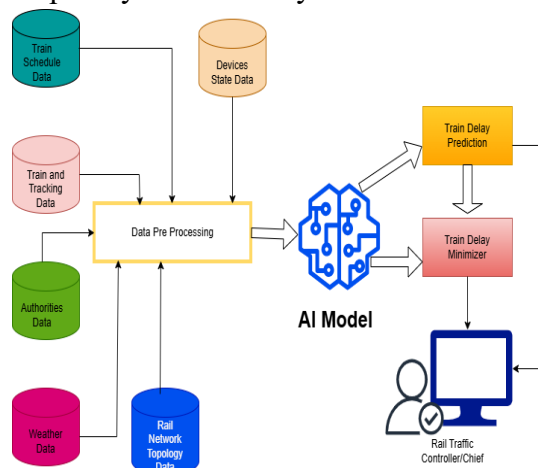 Train
Schedule
Data
Devices
State Data
Train Delay
Prediction
Train and
Tracking
Data
Data Pre Processing
Train Delay
Minimizer
AI Model
Authorities
Data
Weather
Data
Rail
Network
Topology
Data
Rail Traffic
Controller/Chief